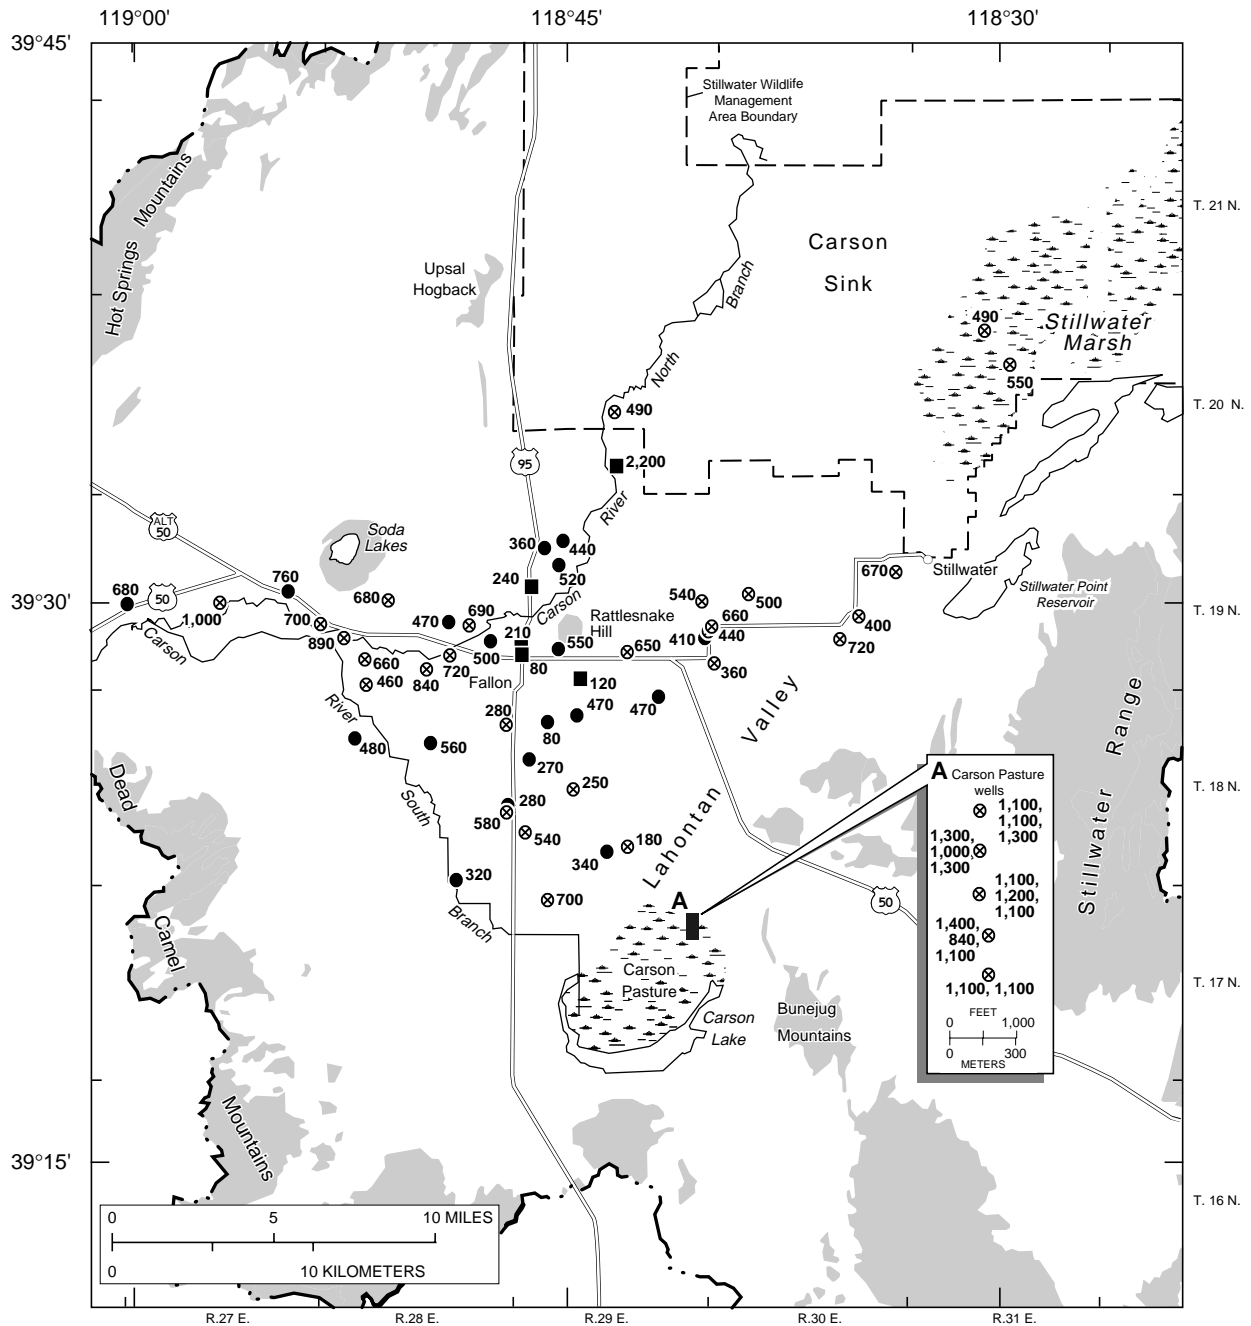 119°00'
118°45'
118°30'
39°45'
Stillwater Wildlife
Management
Area Boundary
T. 21 N.
Hot Springs Mountains
Upsal
Hogback
Carson
Sink
Branch
North
490
Stillwater
Marsh
550
490
T. 20 N.
95
2,200
River
ALT
50
Soda
Lakes
360
440
520
240
670
Stillwater
Stillwater Point
Reservoir
50
760
680
39°30'
680
1,000
700
890
470
690
Carson
Rattlesnake
Hill
540
500
660
440
410
400
T. 19 N.
Carson
210
550
650
720
360
660
460
840
720
500
80
Fallon
120
River
280
80
470
470
Valley
480
560
270
250
Stillwater Range
Dead
South
280
580
540
180
340
Lahontan
T. 18 N.
A
Carson Pasture
wells
1,100,
1,100,
1,300
1,300,
1,000,
1,300
1,100,
1,200,
1,100
1,400,
840,
1,100
1,100, 1,100
FEET
0 1,000
0 300
METERS
320
700
A
50
Branch
Camel
Carson
Pasture
T. 17 N.
Carson
Lake
Bunejug
Mountains
Mountains
39°15'
T. 16 N.
0 5 10 MILES
0 10 KILOMETERS
R.27 E.
R.28 E.
R.29 E.
R.30 E.
R.31 E.